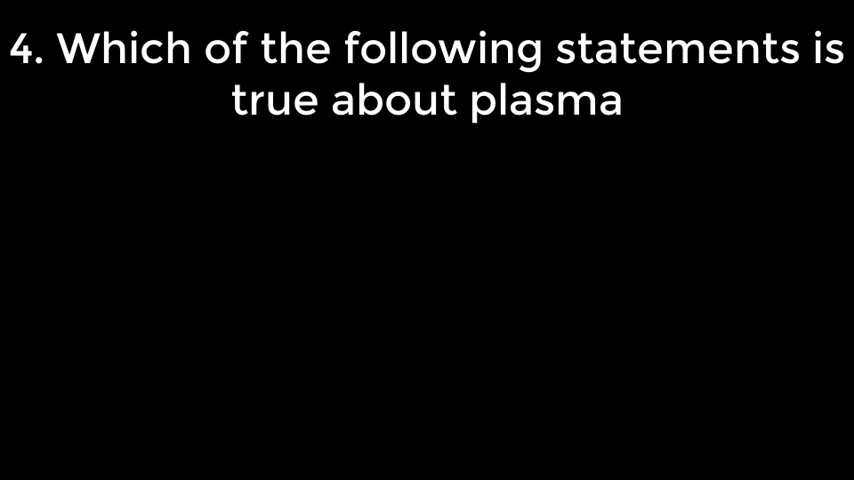 4. Which of the following statements is
true about plasma